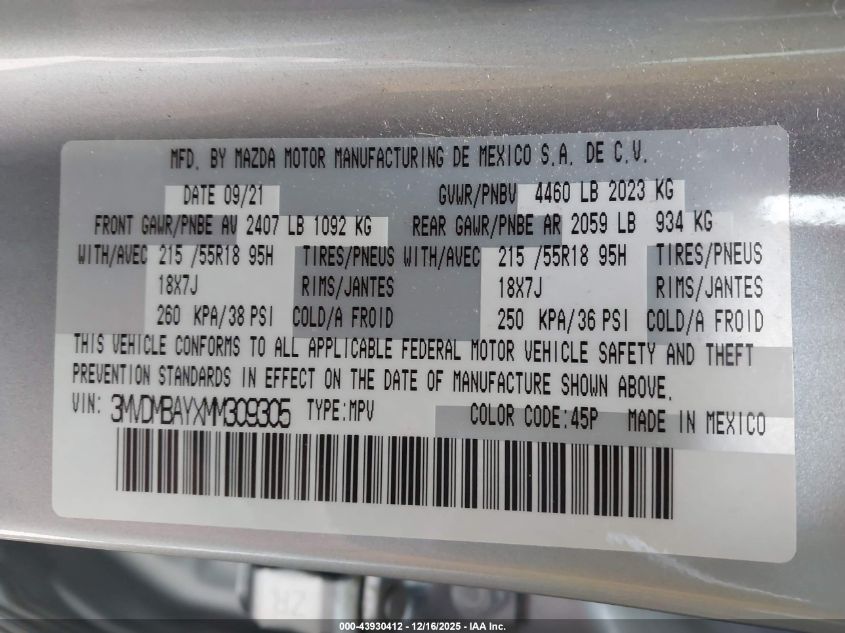 MFD. BY MAZDA MOTOR MANUFACTURING DE MEXICO S.A. DE C.V.
DATE 09/21 GVWR/PNBV 4460 LB 2023 KG
FRONT GAWR/PNBE AV 2407 LB 1092 KG REAR GAWR/PNBE AR 2059 LB 934 KG
WITH/AVEC 215 /55R18 95H TIRES/PNEUS WITH/AVEC 215 /55R18 95H TIRES/PNEUS
18X7J RIMS/JANTES 18X7J RIMS/JANTES
260 KPA/38 PSI COLD/A FROID 250 KPA/36 PSI COLD/A FROID
THIS VEHICLE CONFORMS TO ALL APPLICABLE FEDERAL MOTOR VEHICLE SAFETY AND THEFT
PREVENTION STANDARDS IN EFFECT ON THE DATE OF MANUFACTURE SHOWN ABOVE.
VIN: 3MVDMBAYXMM309305 TYPE:MPV COLOR CODE:45P MADE IN MEXICO
000-43930412 - 12/16/2025 - IAA Inc.